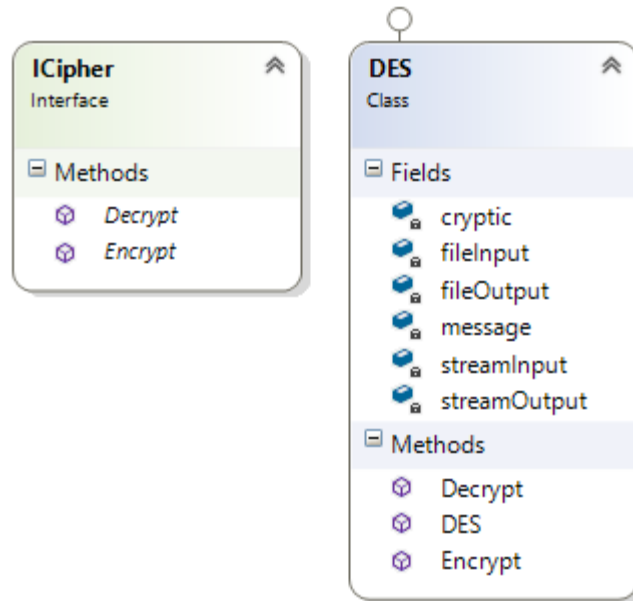 ICipher
Interface
Methods
Decrypt
Encrypt
DES
Class
Fields
cryptic
fileInput
fileOutput
message
streamInput
streamOutput
Methods
Decrypt
DES
Encrypt